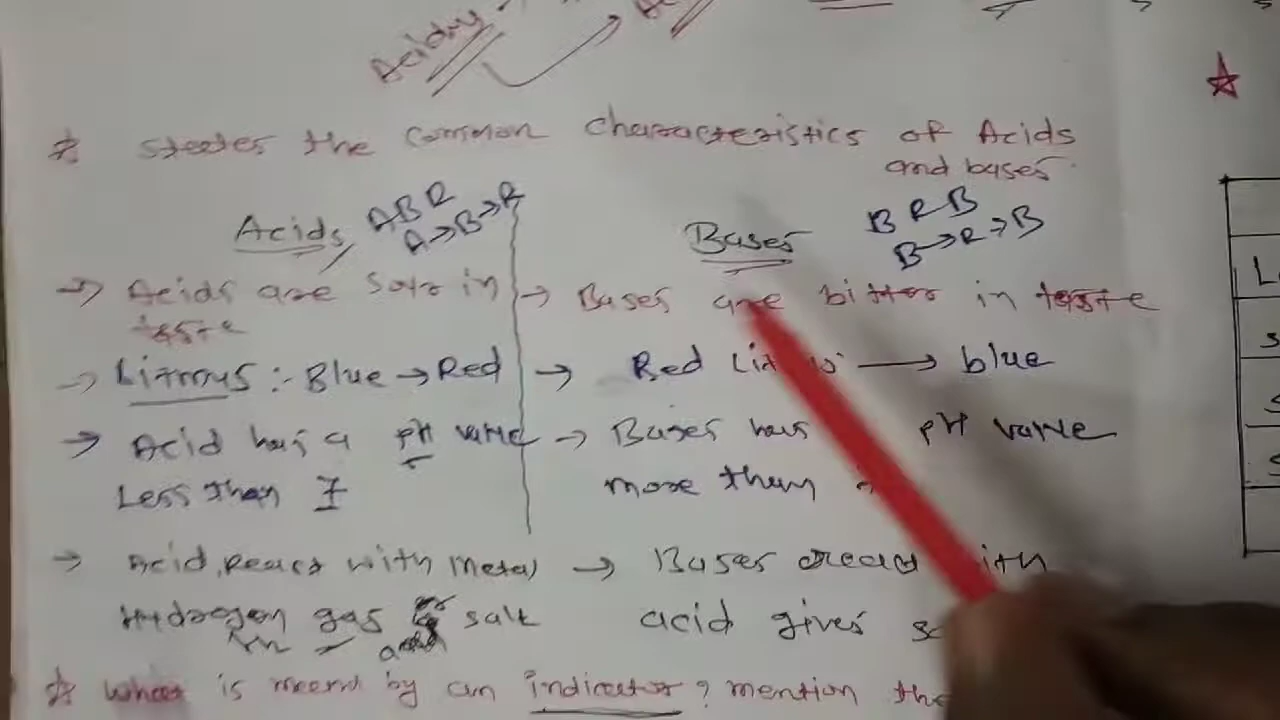 Acidry
* states the common characteristics of Acids
and bases
Acids, ABR
A→B→R
Bases BRB
B→R→B
→ Acids are Sour in
taste
→ Bases are bitter in taste
→ Litmus :- Blue → Red
→ Red Lit → blue
→ Acid has a pH value
Less than 7
→ Bases has pH value
more than
→ Acid React with Metal
Hydrogen gas salt
→ Bases react with
acid gives
* What is meant by an indicator? mention the